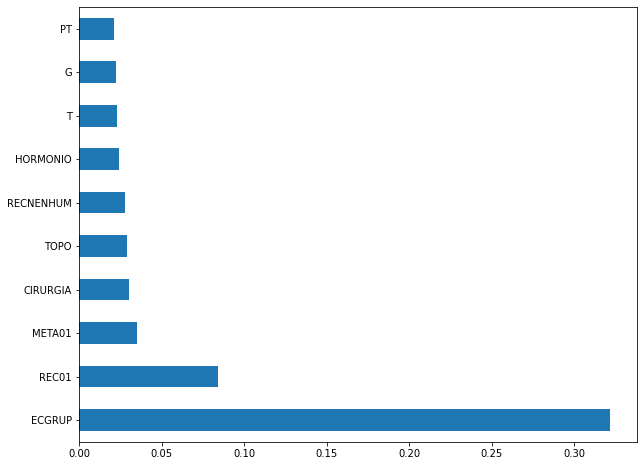 PT
G
T
HORMONIO
RECNENHUM
TOPO
CIRURGIA
META01
REC01
ECGRUP
0.00 0.05 0.10 0.15 0.20 0.25 0.30